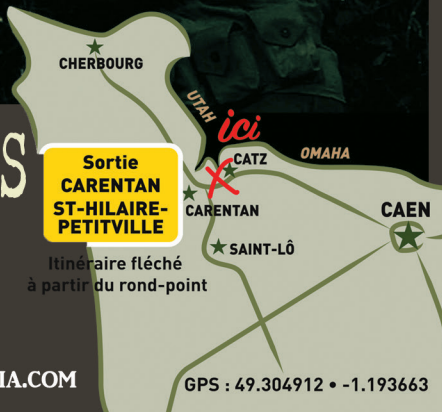 CHERBOURG
UTAH
ici
CATZ
OMAHA
S
Sortie
CARENTAN
ST-HILAIRE-
PETITVILLE
CARENTAN
CAEN
SAINT-LÔ
Itinéraire fléché
à partir du rond-point
IA.COM
GPS : 49.304912 • -1.193663